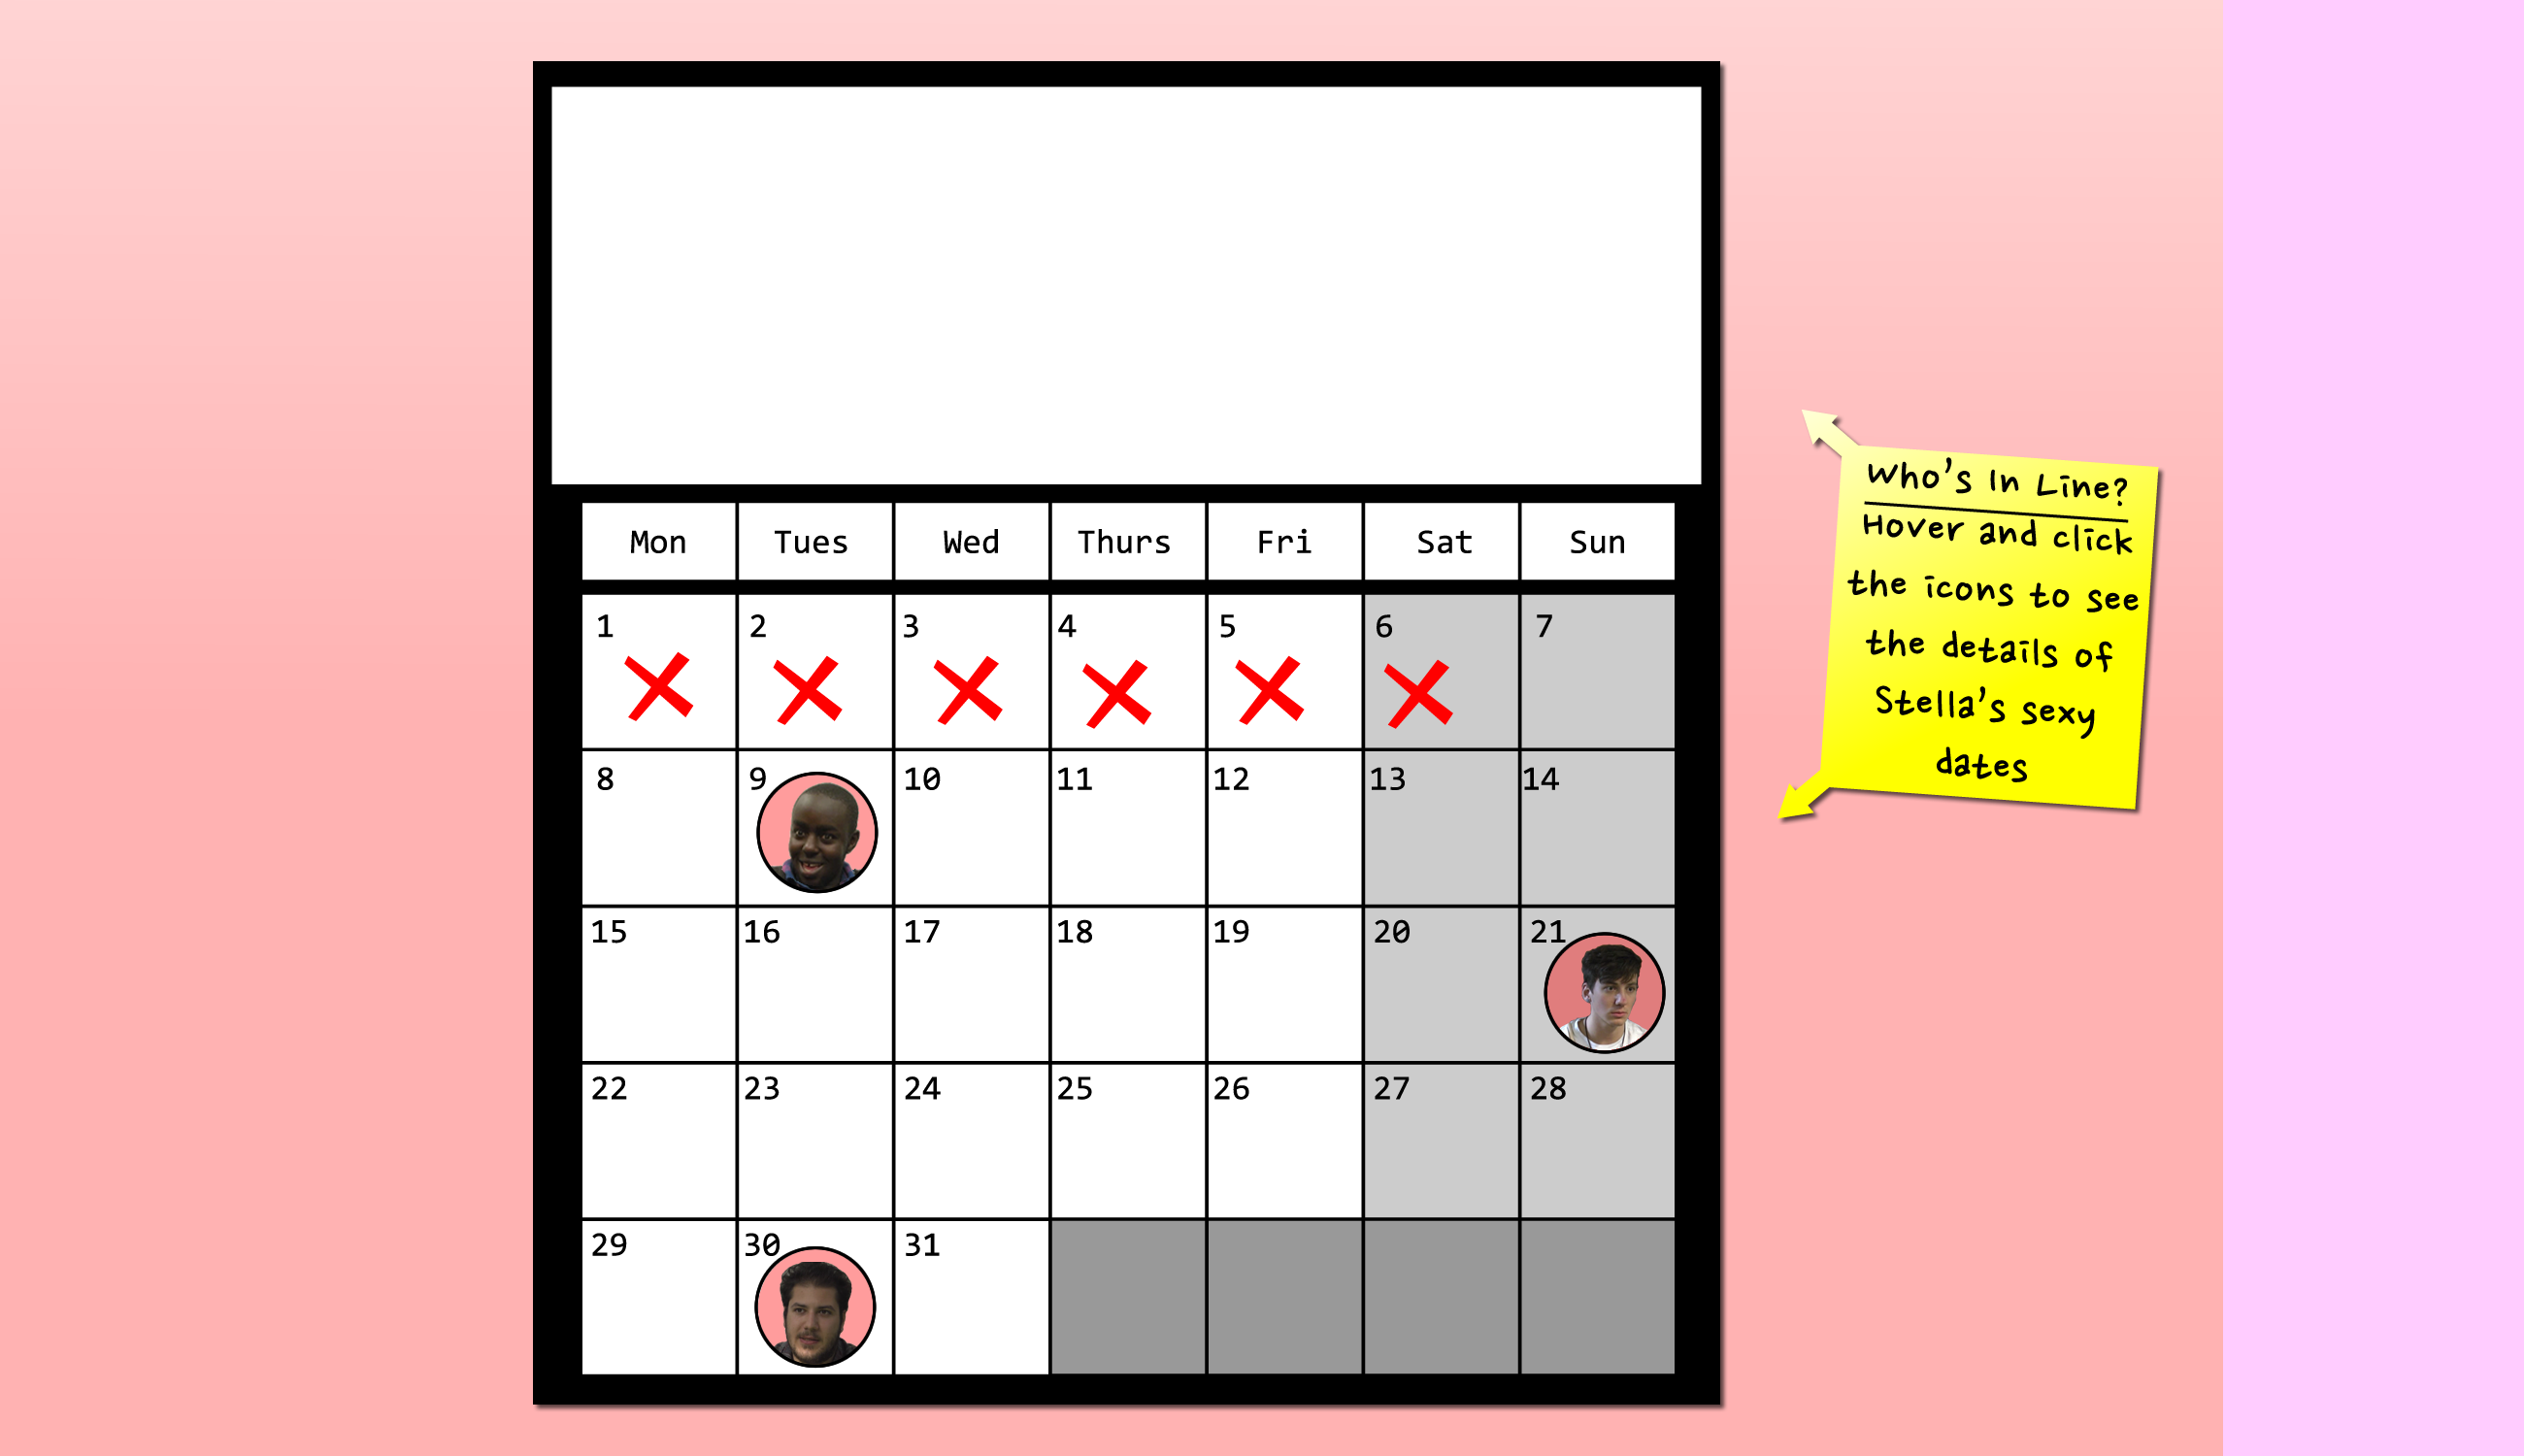 Who's In Line?
Hover and click
the icons to see
the details of
Stella's sexy
dates
Mon Tues Wed Thurs Fri Sat Sun
1 2 3 4 5 6 7
8 9 10 11 12 13 14
15 16 17 18 19 20 21
22 23 24 25 26 27 28
29 30 31